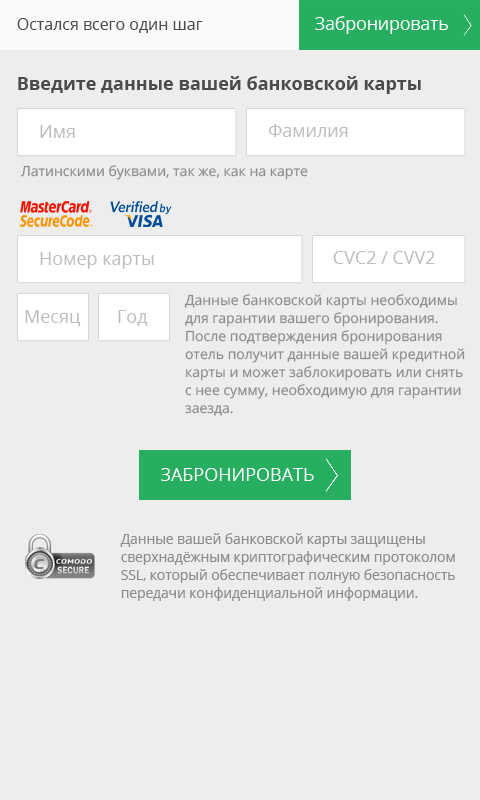 Остался всего один шаг
Забронировать
Введите данные вашей банковской карты
Имя
Фамилия
Латинскими буквами, так же, как на карте
MasterCard.
SecureCode.
Verified by
VISA
Номер карты
CVC2 / CVV2
Месяц
Год
Данные банковской карты необходимы
для гарантии вашего бронирования.
После подтверждения бронирования
отель получит данные вашей кредитной
карты и может заблокировать или снять
с нее сумму, необходимую для гарантии
заезда.
ЗАБРОНИРОВАТЬ
C
COMODO
SECURE
Данные вашей банковской карты защищены
сверхнадёжным криптографическим протоколом
SSL, который обеспечивает полную безопасность
передачи конфиденциальной информации.